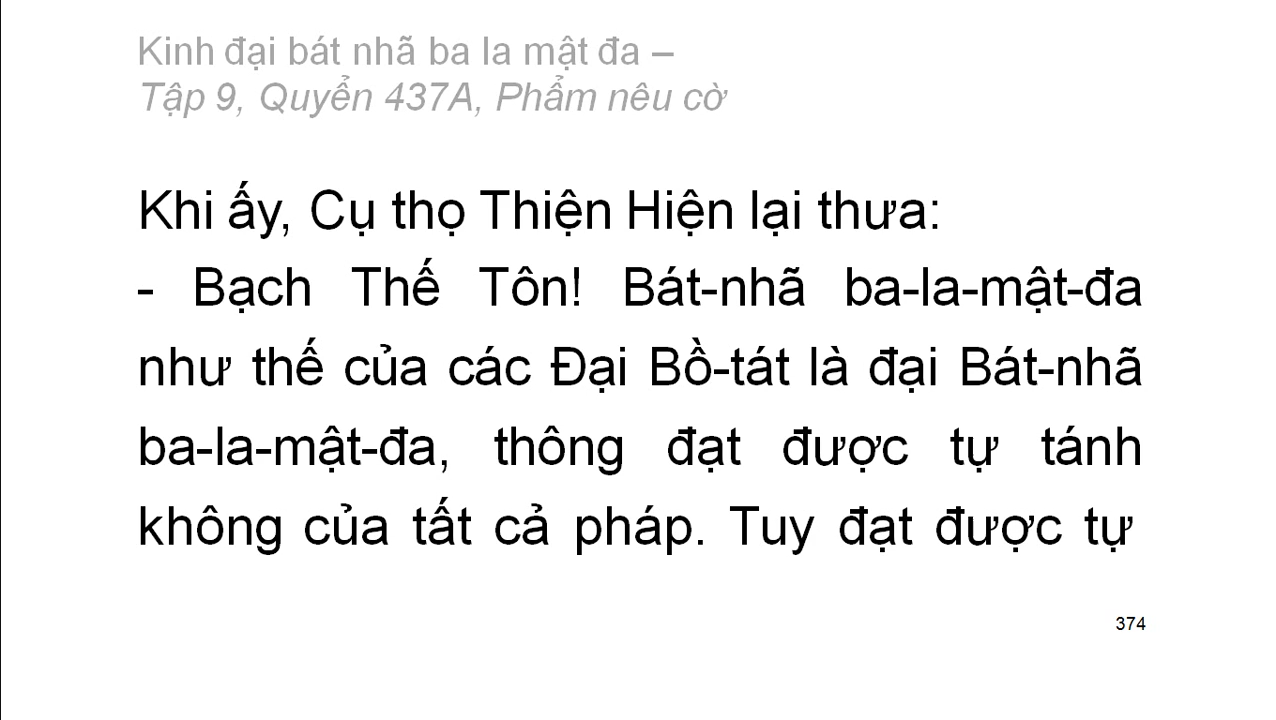 Kinh đại bát nhã ba la mật đa –
Tập 9, Quyển 437A, Phẩm nêu cờ
Khi ấy, Cụ thọ Thiện Hiện lại thưa:
- Bạch Thế Tôn! Bát-nhã ba-la-mật-đa
như thế của các Đại Bồ-tát là đại Bát-nhã
ba-la-mật-đa, thông đạt được tự tánh
không của tất cả pháp. Tuy đạt được tự
374